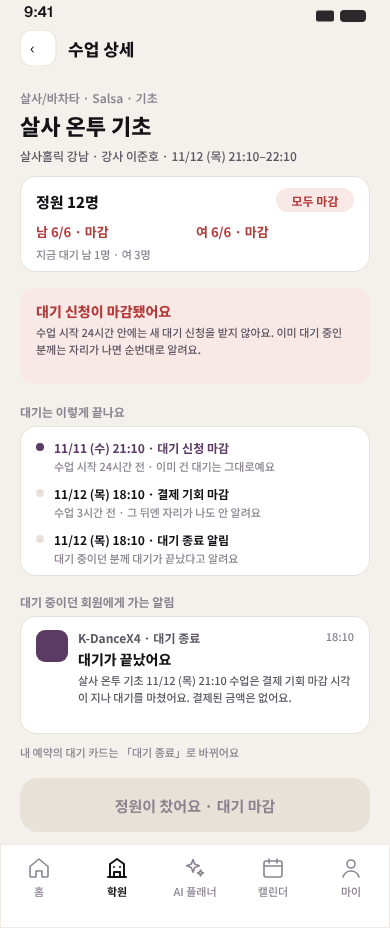 9:41
‹
수업 상세
살사/바차타 · Salsa · 기초
살사 온투 기초
살사홀릭 강남 · 강사 이준호 · 11/12 (목) 21:10–22:10
정원 12명
모두 마감
남 6/6 · 마감
여 6/6 · 마감
지금 대기 남 1명 · 여 3명
대기 신청이 마감됐어요
수업 시작 24시간 안에는 새 대기 신청을 받지 않아요. 이미 대기 중인
분께는 자리가 나면 순번대로 알려요.
대기는 이렇게 끝나요
11/11 (수) 21:10 · 대기 신청 마감
수업 시작 24시간 전 · 이미 건 대기는 그대로예요
11/12 (목) 18:10 · 결제 기회 마감
수업 3시간 전 · 그 뒤엔 자리가 나도 안 알려요
11/12 (목) 18:10 · 대기 종료 알림
대기 중이던 분께 대기가 끝났다고 알려요
대기 중이던 회원에게 가는 알림
K-DanceX4 · 대기 종료
18:10
대기가 끝났어요
살사 온투 기초 11/12 (목) 21:10 수업은 결제 기회 마감 시각
이 지나 대기를 마쳤어요. 결제된 금액은 없어요.
내 예약의 대기 카드는 「대기 종료」로 바뀌어요
정원이 찼어요 · 대기 마감
홈
학원
AI 플래너
캘린더
마이